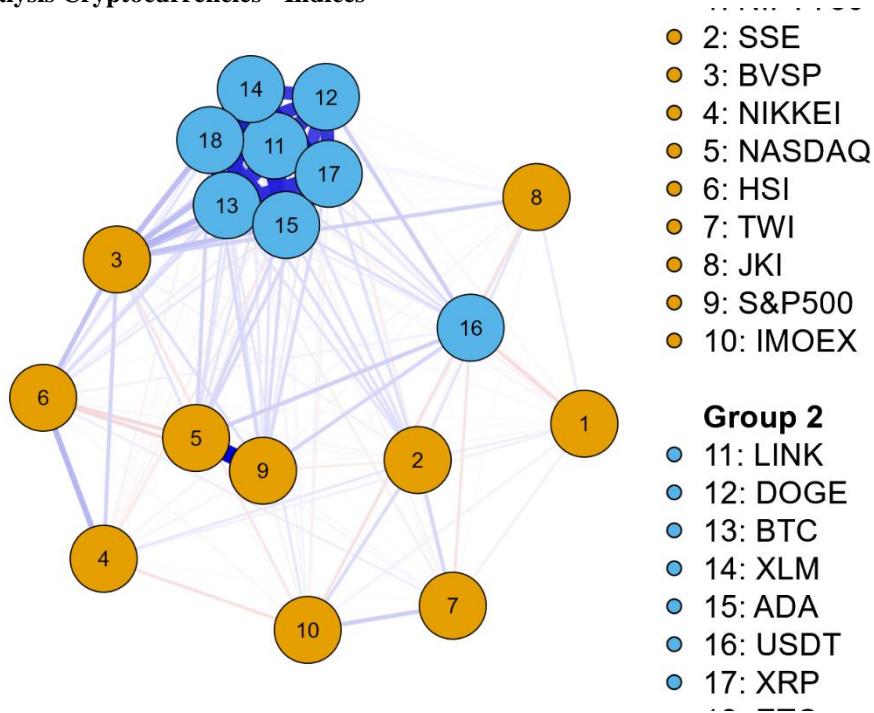 14
12
18
11
17
13
15
8
3
16
6
1
5
2
9
4
7
10
2: SSE
3: BVSP
4: NIKKEI
5: NASDAQ
6: HSI
7: TWI
8: JKI
9: S&P500
10: IMOEX
Group 2
11: LINK
12: DOGE
13: BTC
14: XLM
15: ADA
16: USDT
17: XRP